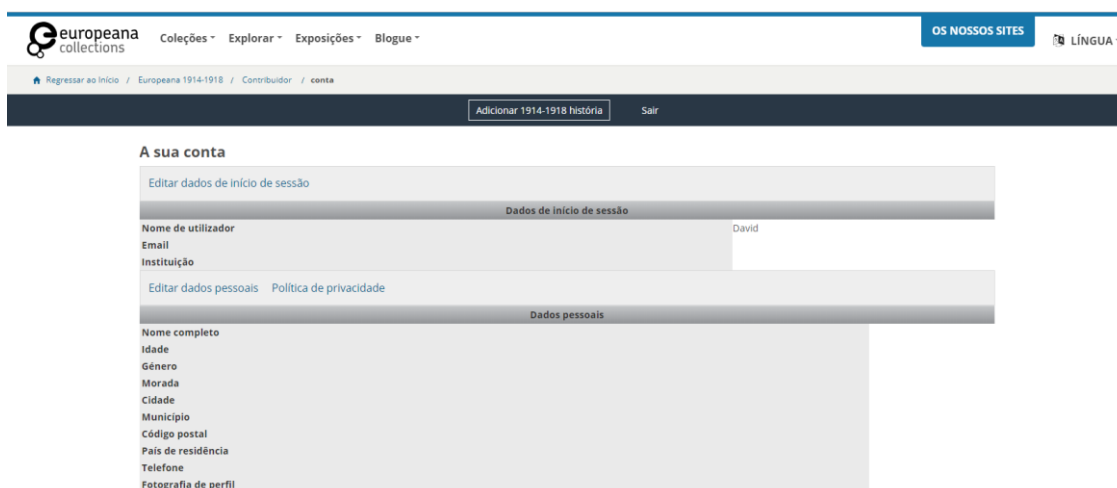 OS NOSSOS SITES
europeana
collections
Coleções Explorar Exposições Blogue
LÍNGUA
Regressar ao Início / Europeana 1914-1918 / Contribuidor / conta
Adicionar 1914-1918 história Sair
A sua conta
Editar dados de início de sessão
Dados de início de sessão
Nome de utilizador David
Email
Instituição
Editar dados pessoais Política de privacidade
Dados pessoais
Nome completo
Idade
Género
Morada
Cidade
Município
Código postal
País de residência
Telefone
Fotografia de perfil